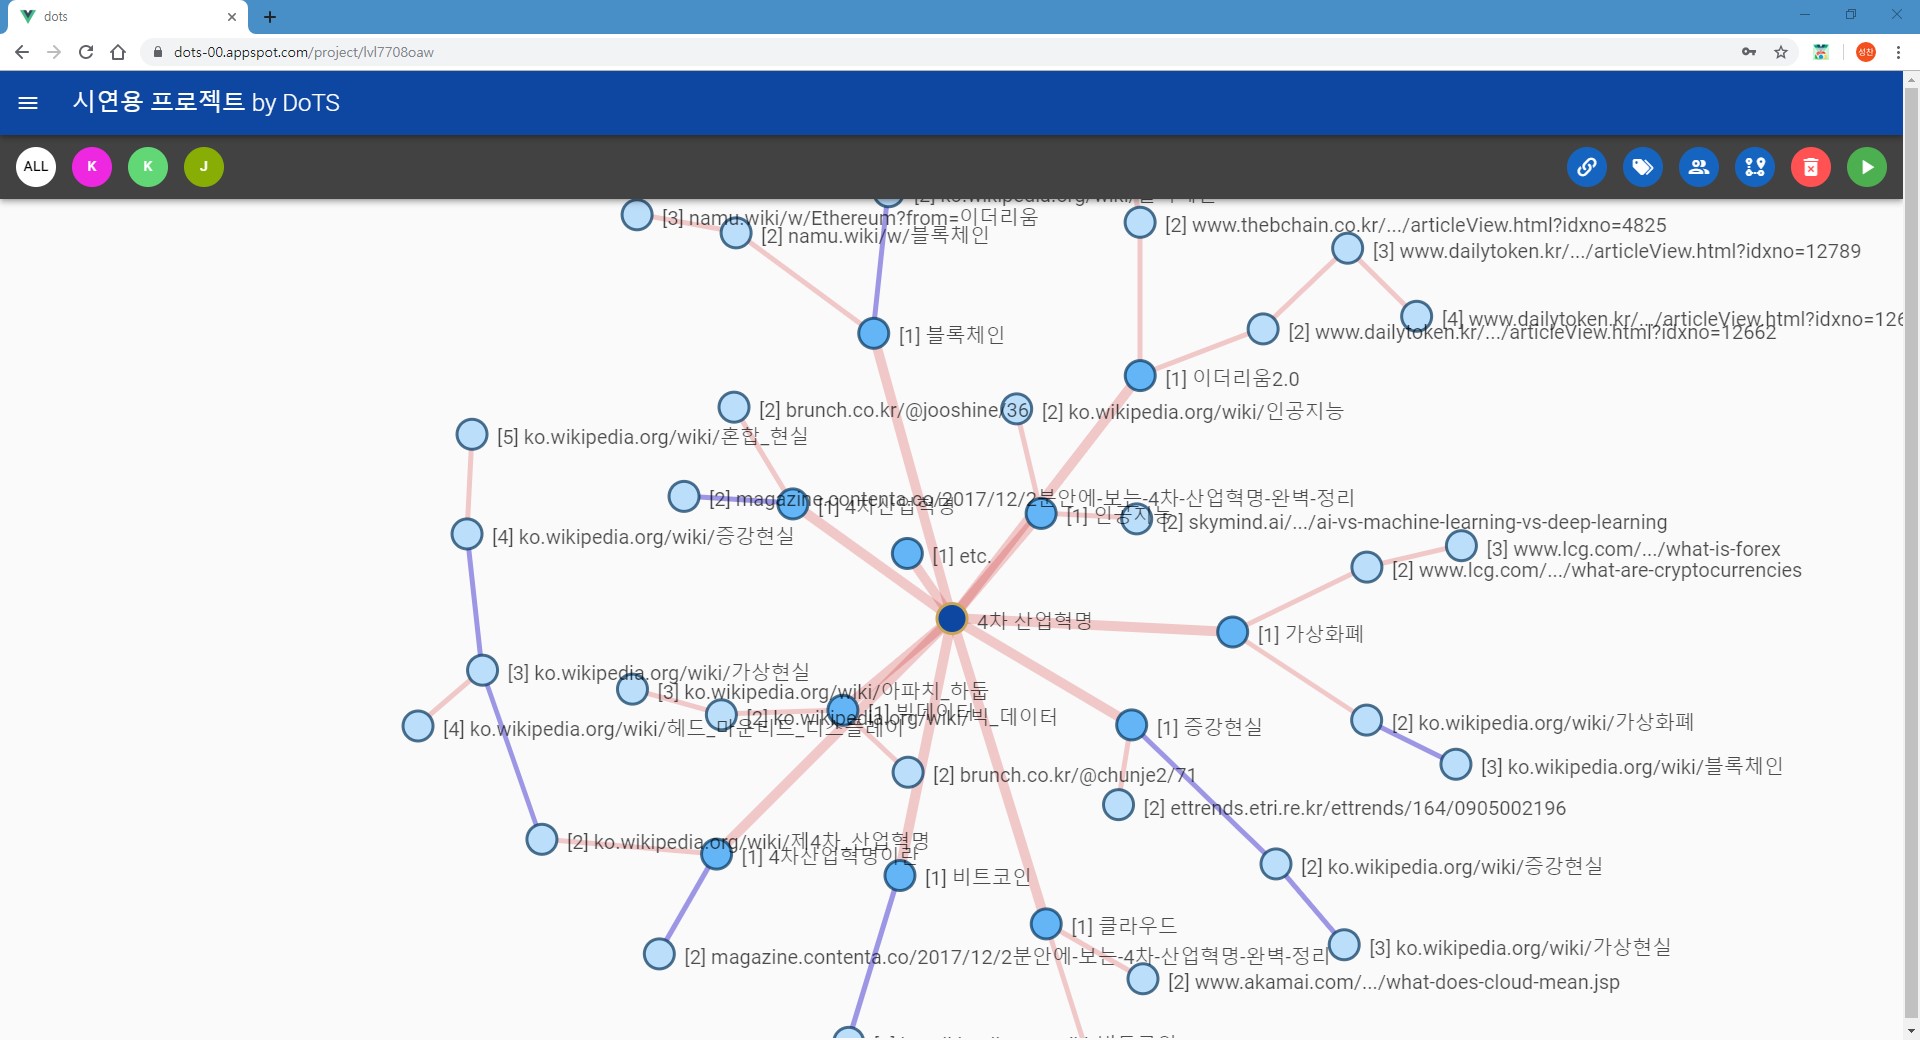 dots
dots-00.appspot.com/project/lvl7708oaw
성진
시연용 프로젝트 by DoTS
ALL
K
K
J
[3] namu.wiki/w/Ethereum?from=이더리움
[2] namu.wiki/w/블록체인
[2] www.thebchain.co.kr/.../articleView.html?idxno=4825
[3] www.dailytoken.kr/.../articleView.html?idxno=12789
[4] www.dailytoken.kr/.../articleView.html?idxno=126
[2] www.dailytoken.kr/.../articleView.html?idxno=12662
[1] 블록체인
[1] 이더리움2.0
[2] brunch.co.kr/@jooshine/36
[2] ko.wikipedia.org/wiki/인공지능
[5] ko.wikipedia.org/wiki/혼합_현실
[2] magazine.contenta.co/2017/12/2분안에-보는-4차-산업혁명-완벽-정리
[1] 4차산업혁명
[1] 인공지능
[2] skymind.ai/.../ai-vs-machine-learning-vs-deep-learning
[4] ko.wikipedia.org/wiki/증강현실
[1] etc.
[3] www.lcg.com/.../what-is-forex
[2] www.lcg.com/.../what-are-cryptocurrencies
4차 산업혁명
[1] 가상화폐
[3] ko.wikipedia.org/wiki/가상현실
[3] ko.wikipedia.org/wiki/아파치_하둡
[1] 빅데이터
[2] ko.wikipedia.org/wiki/빅_데이터
[4] ko.wikipedia.org/wiki/헤드_마운티드_디스플레이
[1] 증강현실
[2] ko.wikipedia.org/wiki/가상화폐
[3] ko.wikipedia.org/wiki/블록체인
[2] brunch.co.kr/@chunje2/71
[2] ettrends.etri.re.kr/ettrends/164/0905002196
[2] ko.wikipedia.org/wiki/제4차_산업혁명
[1] 4차산업혁명이란
[2] ko.wikipedia.org/wiki/증강현실
[1] 비트코인
[1] 클라우드
[3] ko.wikipedia.org/wiki/가상현실
[2] magazine.contenta.co/2017/12/2분안에-보는-4차-산업혁명-완벽-정리
[2] www.akamai.com/.../what-does-cloud-mean.jsp